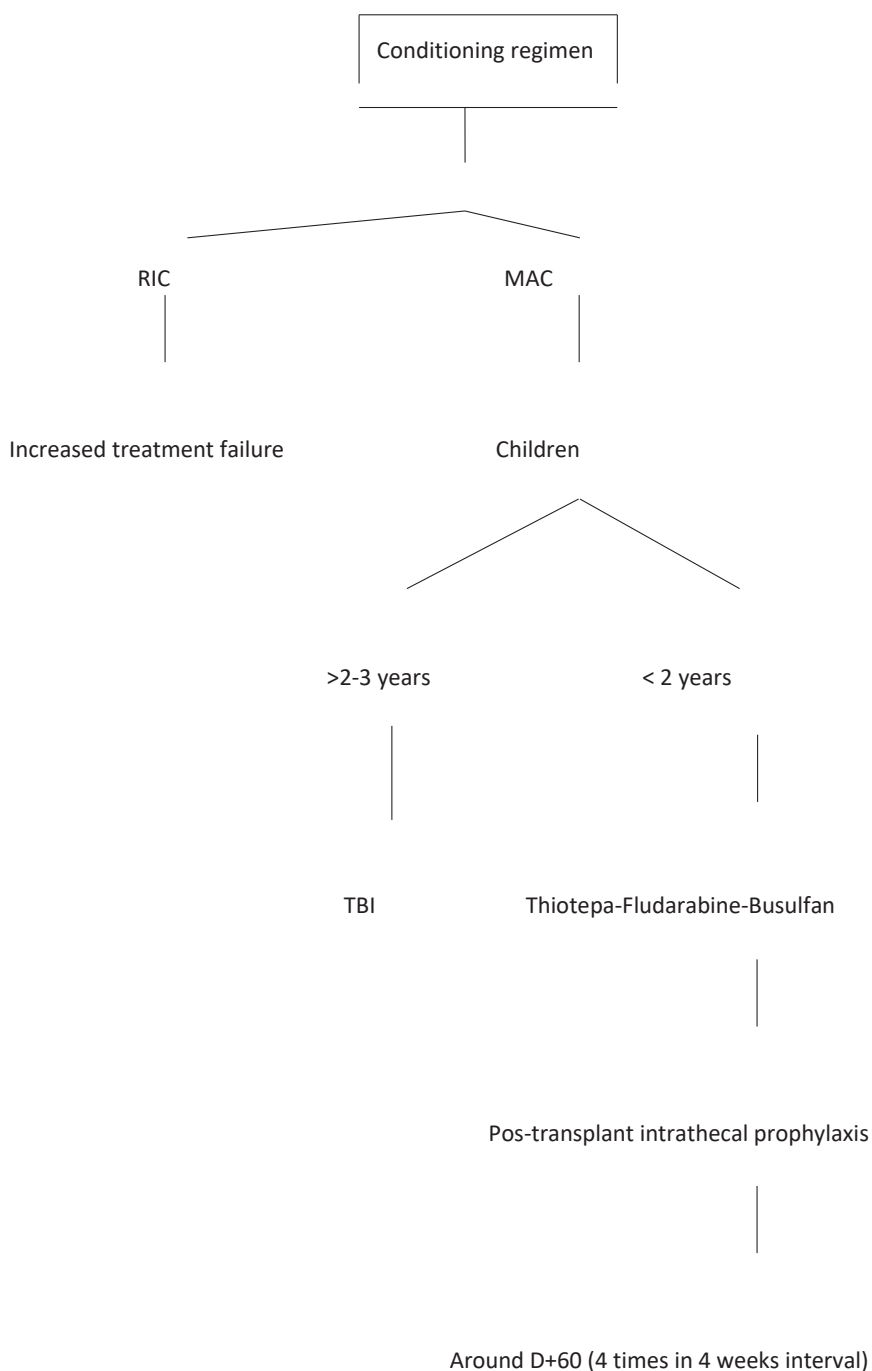 Conditioning regimen
RIC
MAC
Increased treatment failure
Children
>2-3 years
< 2 years
TBI
Thiotepa-Fludarabine-Busulfan
Pos-transplant intrathecal prophylaxis
Around D+60 (4 times in 4 weeks interval)